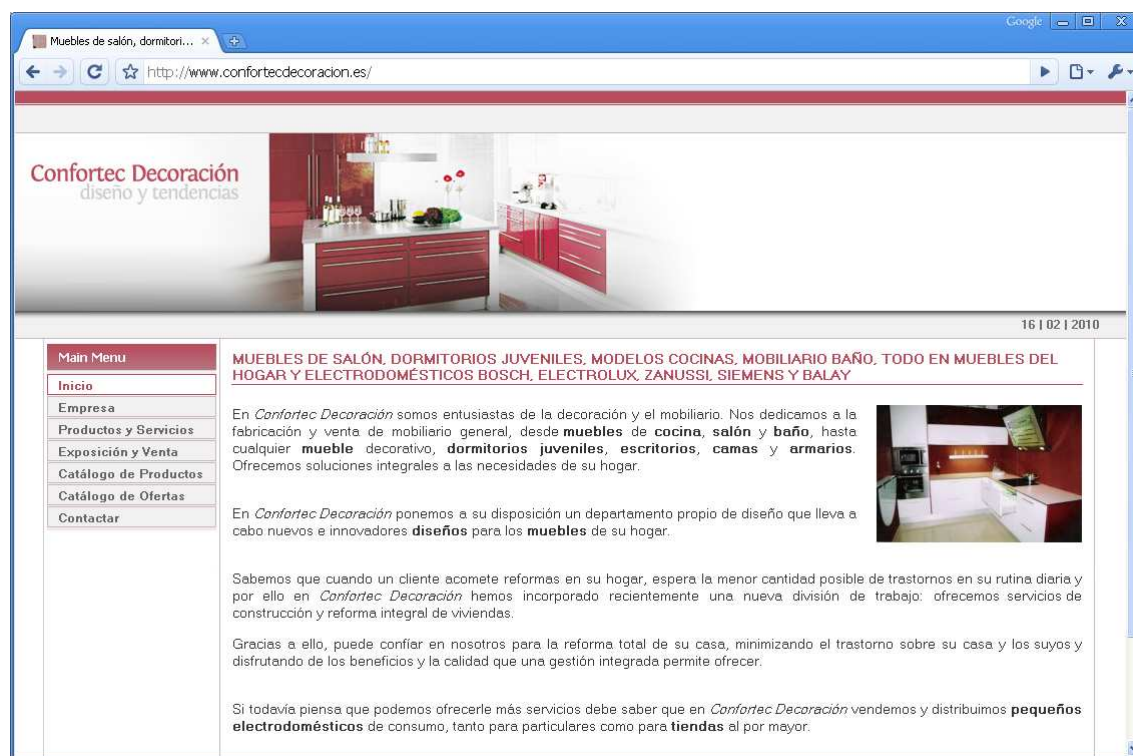 Google
Muebles de salón, dormitori...
http://www.confortecdecoracion.es/
Confortec Decoración
diseño y tendencias
16 | 02 | 2010
Main Menu
Inicio
Empresa
Productos y Servicios
Exposición y Venta
Catálogo de Productos
Catálogo de Ofertas
Contactar
MUEBLES DE SALÓN, DORMITORIOS JUVENILES, MODELOS COCINAS, MOBILIARIO BAÑO, TODO EN MUEBLES DEL
HOGAR Y ELECTRODOMÉSTICOS BOSCH, ELECTROLUX, ZANUSSI, SIEMENS Y BALAY
En Confortec Decoración somos entusiastas de la decoración y el mobiliario. Nos dedicamos a la
fabricación y venta de mobiliario general, desde muebles de cocina, salón y baño, hasta
cualquier mueble decorativo, dormitorios juveniles, escritorios, camas y armarios.
Ofrecemos soluciones integrales a las necesidades de su hogar.
En Confortec Decoración ponemos a su disposición un departamento propio de diseño que lleva a
cabo nuevos e innovadores diseños para los muebles de su hogar.
Sabemos que cuando un cliente acomete reformas en su hogar, espera la menor cantidad posible de trastornos en su rutina diaria y
por ello en Confortec Decoración hemos incorporado recientemente una nueva división de trabajo: ofrecemos servicios de
construcción y reforma integral de viviendas.
Gracias a ello, puede confíar en nosotros para la reforma total de su casa, minimizando el trastorno sobre su casa y los suyos y
disfrutando de los beneficios y la calidad que una gestión integrada permite ofrecer.
Si todavía piensa que podemos ofrecerle más servicios debe saber que en Confortec Decoración vendemos y distribuimos pequeños
electrodomésticos de consumo, tanto para particulares como para tiendas al por mayor.